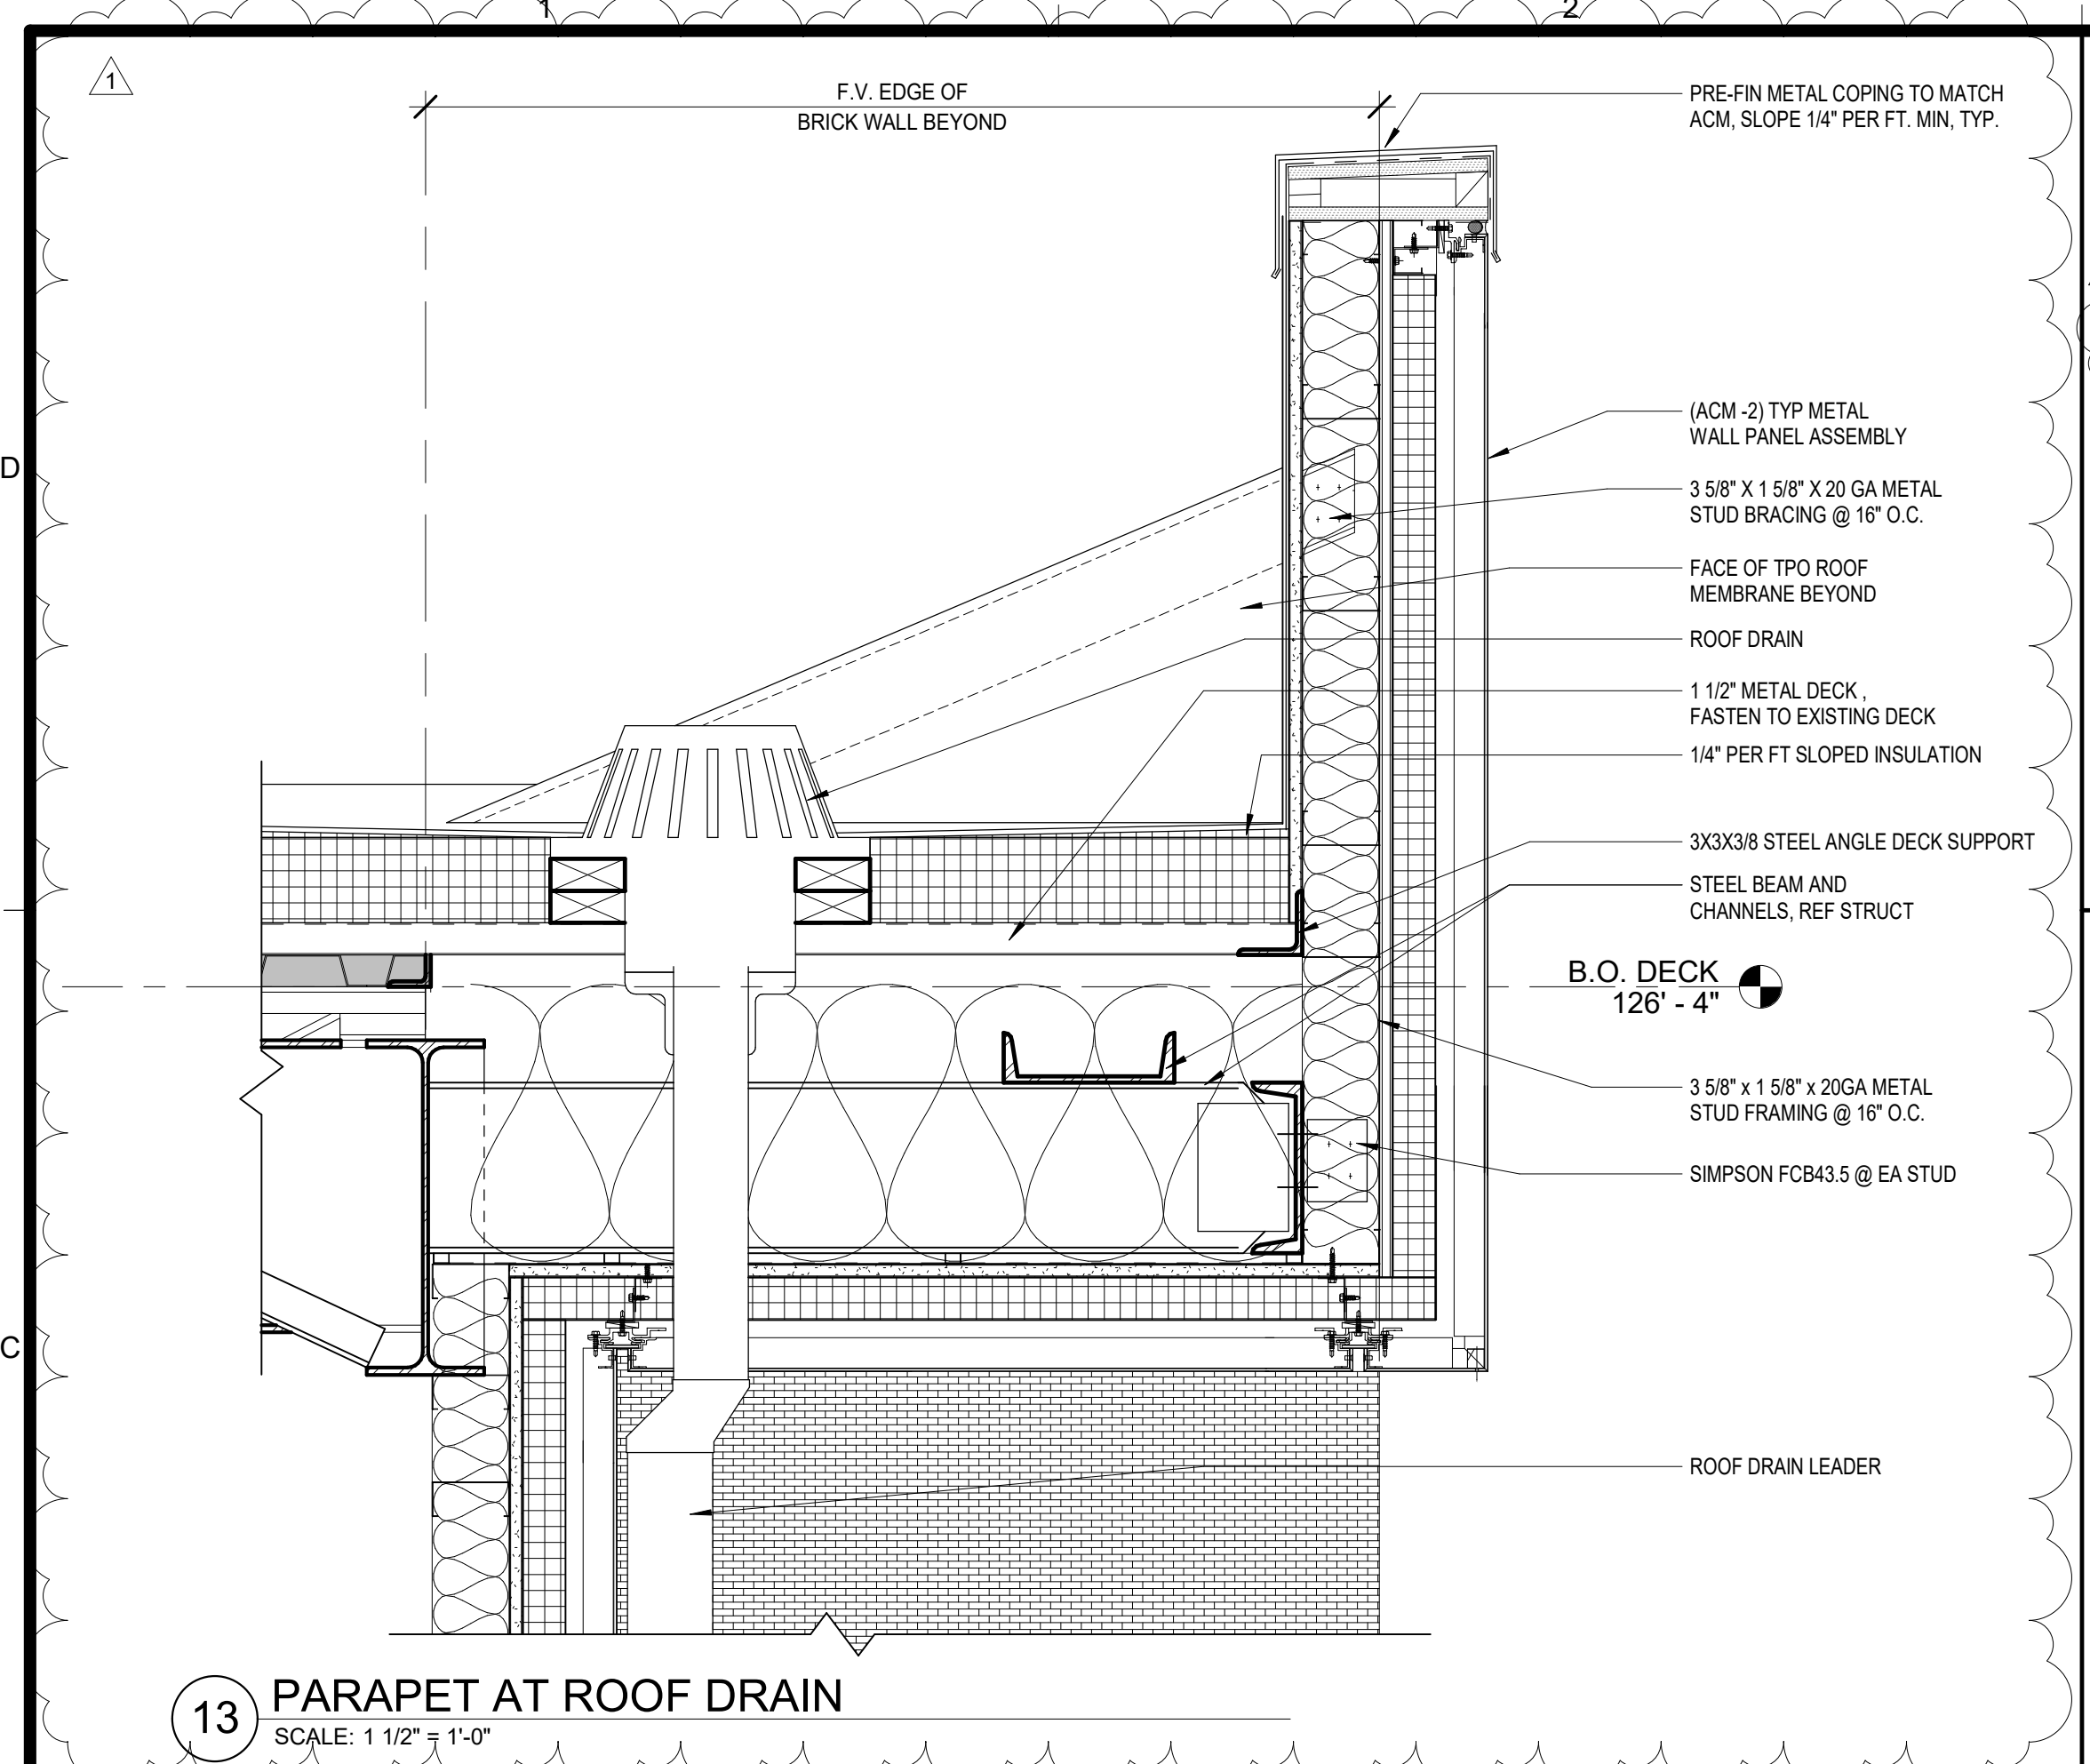 1
2
1
F.V. EDGE OF
BRICK WALL BEYOND
PRE-FIN METAL COPING TO MATCH
ACM, SLOPE 1/4" PER FT. MIN, TYP.
D
(ACM -2) TYP METAL
WALL PANEL ASSEMBLY
3 5/8" X 1 5/8" X 20 GA METAL
STUD BRACING @ 16" O.C.
FACE OF TPO ROOF
MEMBRANE BEYOND
ROOF DRAIN
1 1/2" METAL DECK ,
FASTEN TO EXISTING DECK
1/4" PER FT SLOPED INSULATION
3X3X3/8 STEEL ANGLE DECK SUPPORT
STEEL BEAM AND
CHANNELS, REF STRUCT
B.O. DECK
126' - 4"
3 5/8" x 1 5/8" x 20GA METAL
STUD FRAMING @ 16" O.C.
SIMPSON FCB43.5 @ EA STUD
C
ROOF DRAIN LEADER
13
PARAPET AT ROOF DRAIN
SCALE: 1 1/2" = 1'-0"